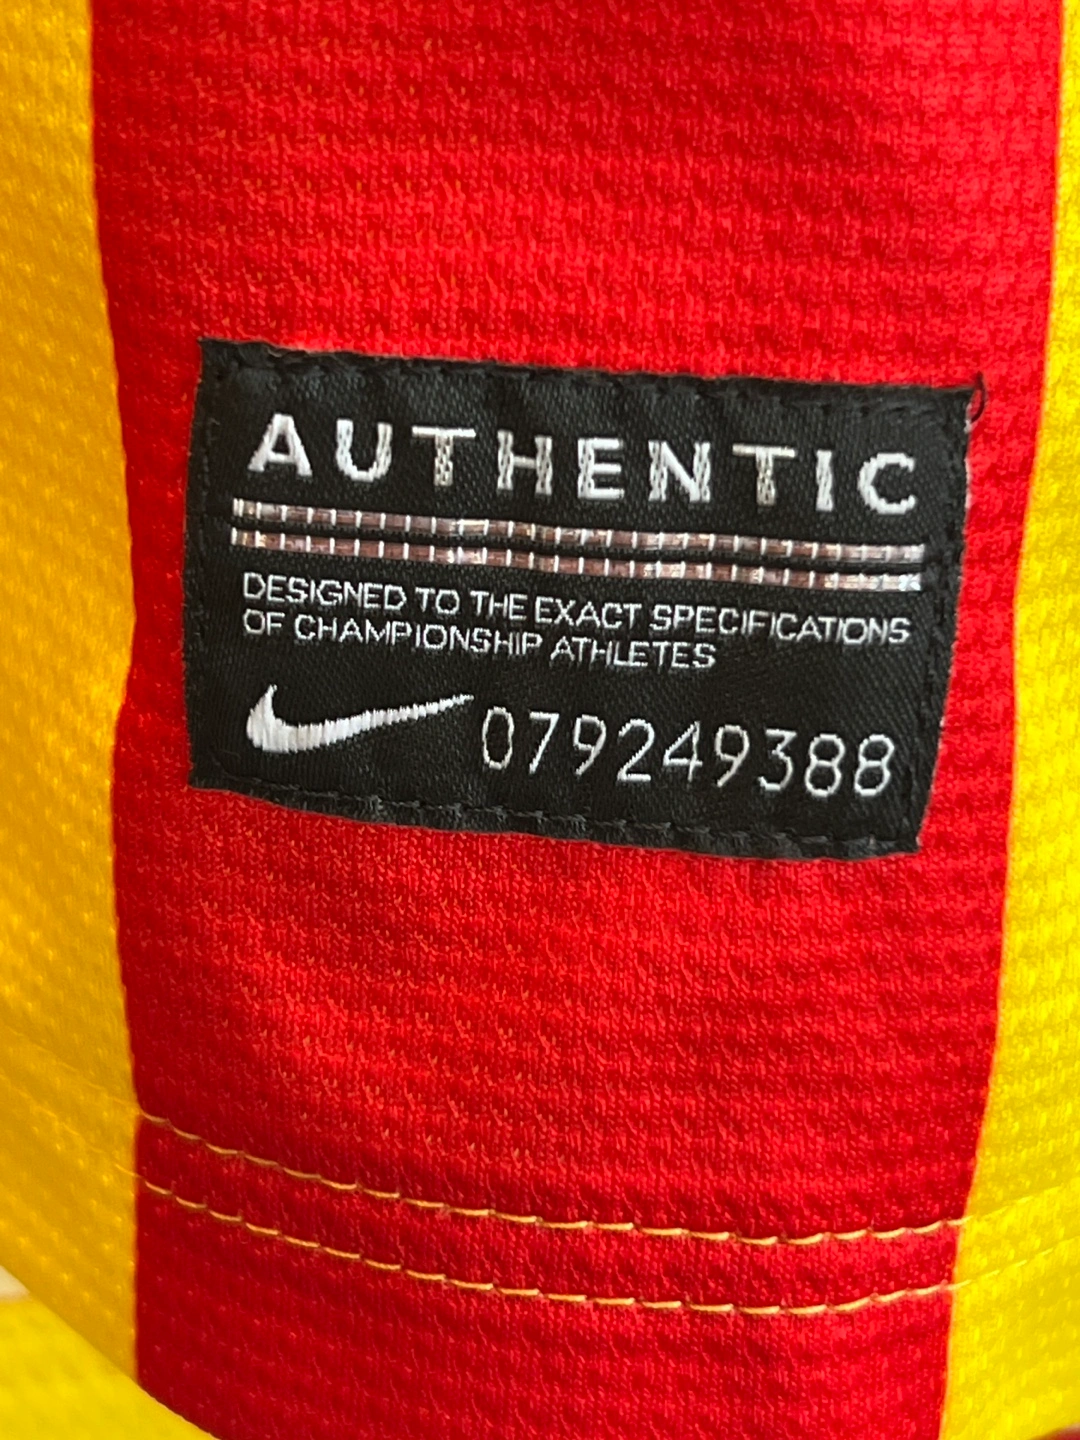 AUTHENTIC
DESIGNED TO THE EXACT SPECIFICATIONS
OF CHAMPIONSHIP ATHLETES
079249388